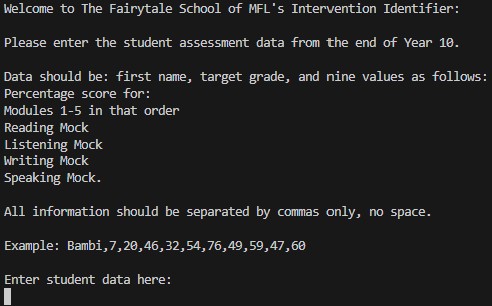 Welcome to The Fairytale School of MFL's Intervention Identifier:
Please enter the student assessment data from the end of Year 10.
Data should be: first name, target grade, and nine values as follows:
Percentage score for:
Modules 1-5 in that order
Reading Mock
Listening Mock
Writing Mock
Speaking Mock.
All information should be separated by commas only, no space.
Example: Bambi,7,20,46,32,54,76,49,59,47,60
Enter student data here: